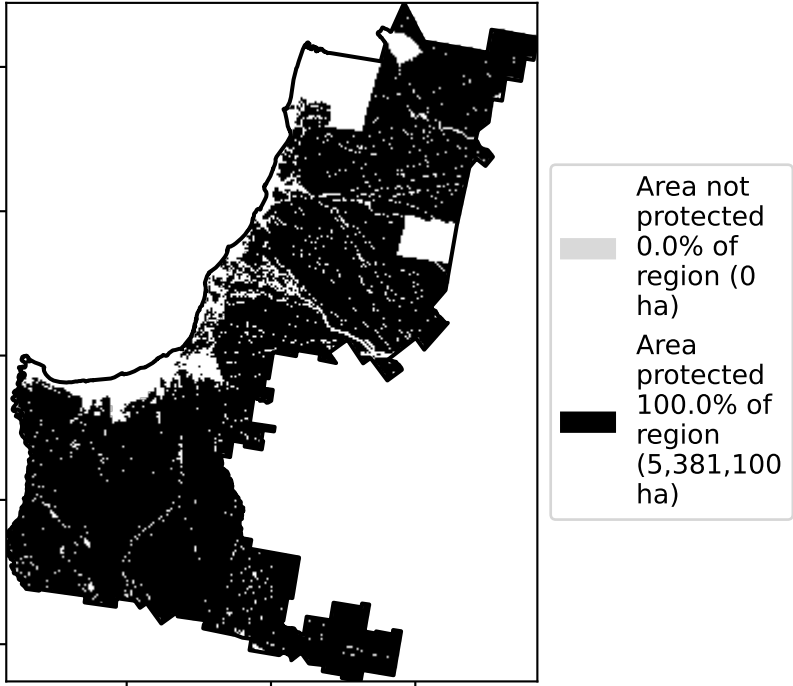 Area not
protected
0.0% of
region (0
ha)
Area
protected
100.0% of
region
(5,381,100
ha)